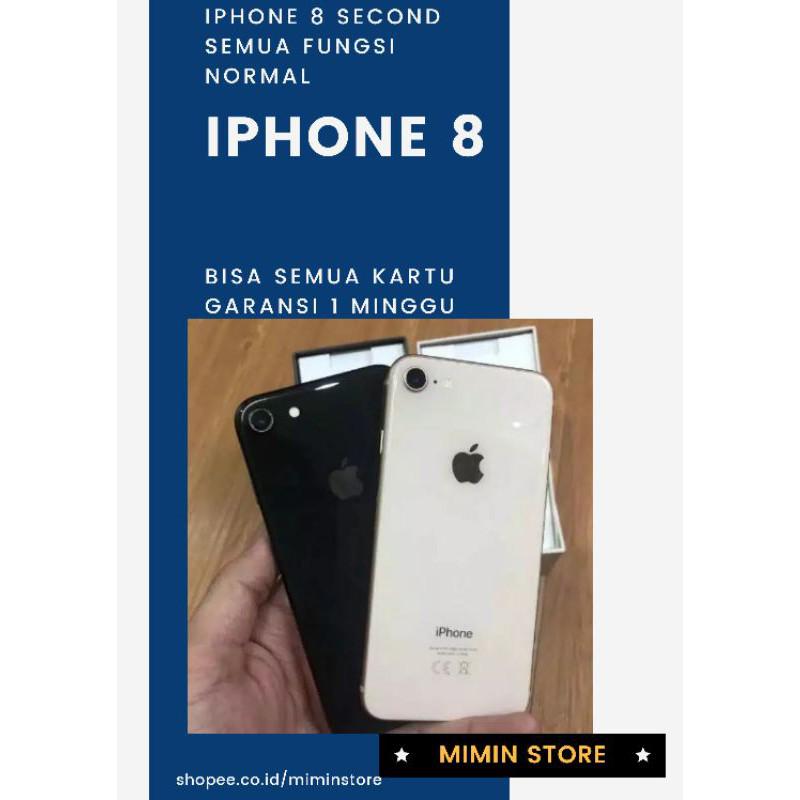 IPHONE 8 SECOND
SEMUA FUNGSI
NORMAL
IPHONE 8
BISA SEMUA KARTU
GARANSI 1 MINGGU
iPhone
MIMIN STORE
shopee.co.id/miminstore